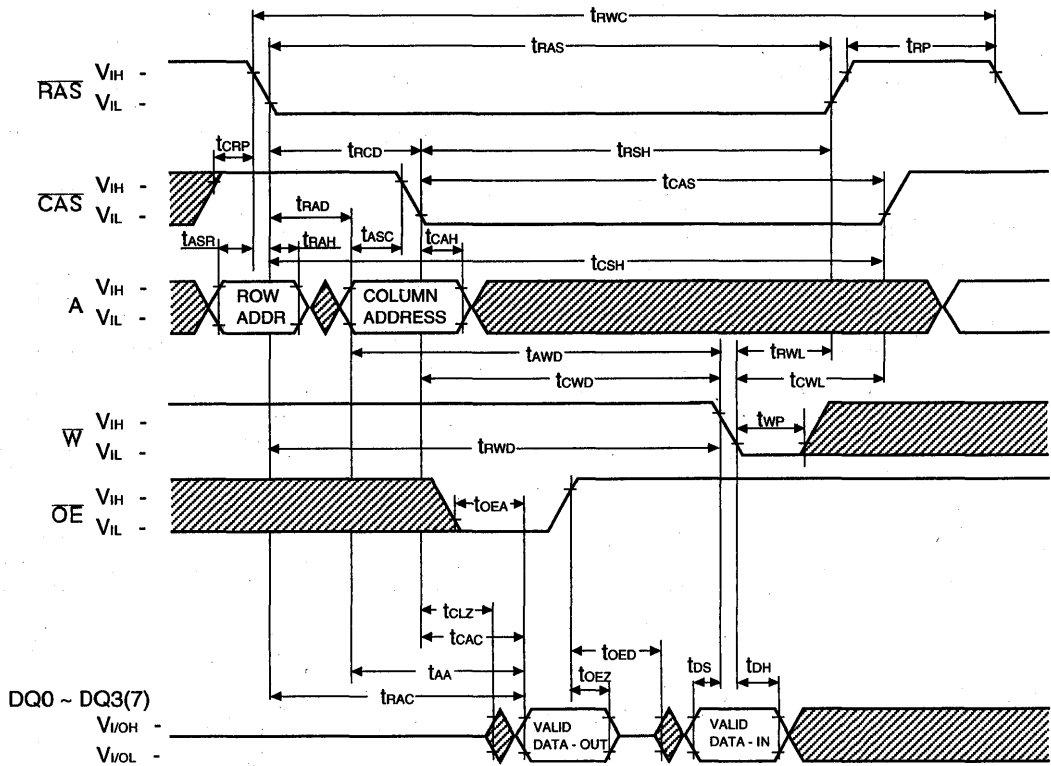 tRWC
tRAS
tRP
RAS
VIH -
VIL -
tCRP
tRCD
tRSH
CAS
VIH -
VIL -
tCAS
tRAD
tASR
tRAH
tASC
tCAH
tCSH
A
VIH -
VIL -
ROW
ADDR
COLUMN
ADDRESS
tAWD
tRWL
tCWD
tCWL
W
VIH -
VIL -
tWP
tRWD
OE
VIH -
VIL -
tOEA
tCLZ
tCAC
tOED
tDS
tDH
tAA
tOEZ
tRAC
DQ0 ~ DQ3(7)
VI/OH -
VI/OL -
VALID
DATA - OUT
VALID
DATA - IN